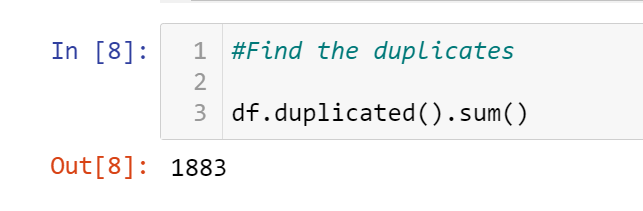 In [8]:
1 #Find the duplicates
2
3 df.duplicated().sum()
Out[8]: 1883